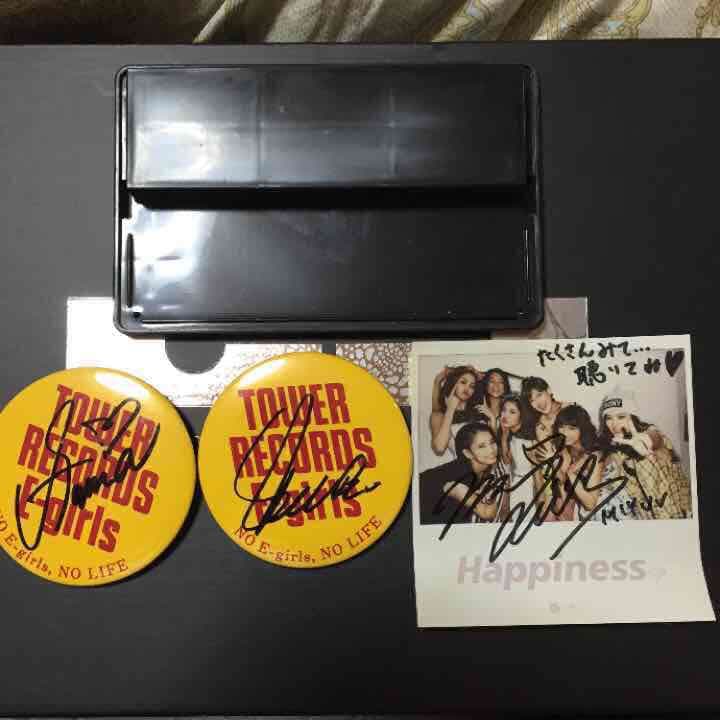 TOWER
RECORDS
E-girls
NO E-girls, NO LIFE
TOWER
RECORDS
E-girls
NO E-girls, NO LIFE
たくさんみて...
聴いてね♥
MIYUU
Happiness